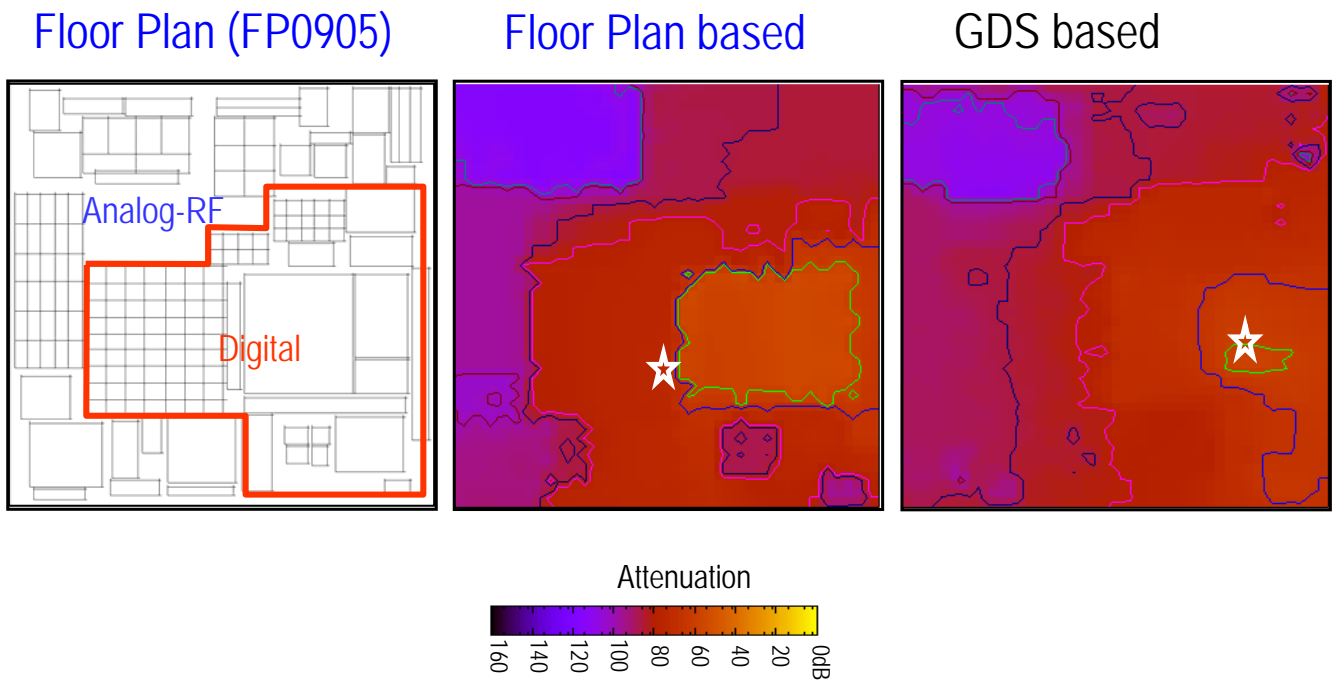 Floor Plan (FP0905)
Floor Plan based
GDS based
Analog-RF
Digital
Attenuation
160 140 120 100 80 60 40 20 0dB